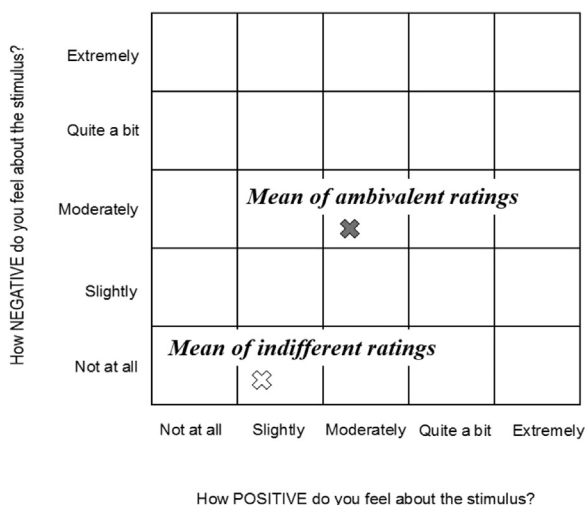 How NEGATIVE do you feel about the stimulus?
Extremely
Quite a bit
Moderately
Slightly
Not at all
Mean of ambivalent ratings
Mean of indifferent ratings
Not at all
Slightly
Moderately
Quite a bit
Extremely
How POSITIVE do you feel about the stimulus?